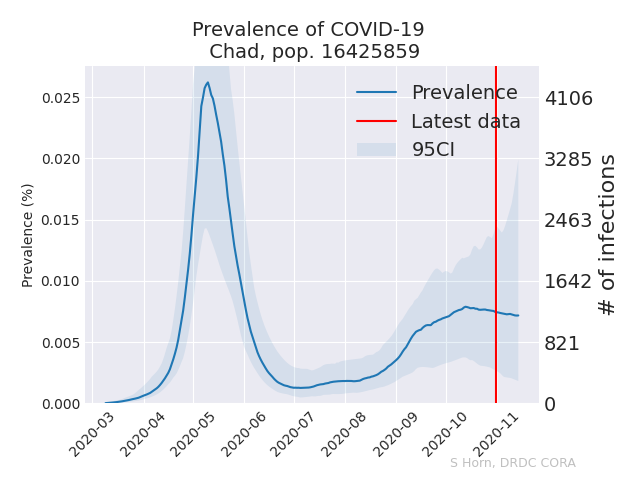 Prevalence of COVID-19
Chad, pop. 16425859
Prevalence
Latest data
95CI
0.025
0.020
0.015
0.010
0.005
0.000
Prevalence (%)
4106
3285
2463
1642
821
0
# of infections
2020-03
2020-04
2020-05
2020-06
2020-07
2020-08
2020-09
2020-10
2020-11
S Horn, DRDC CORA